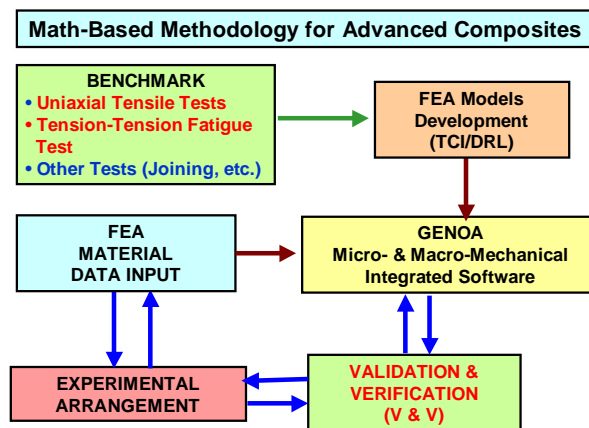 Math-Based Methodology for Advanced Composites
BENCHMARK
• Uniaxial Tensile Tests
• Tension-Tension Fatigue
Test
• Other Tests (Joining, etc.)
FEA Models
Development
(TCI/DRL)
FEA
MATERIAL
DATA INPUT
GENOA
Micro- & Macro-Mechanical
Integrated Software
EXPERIMENTAL
ARRANGEMENT
VALIDATION &
VERIFICATION
(V & V)